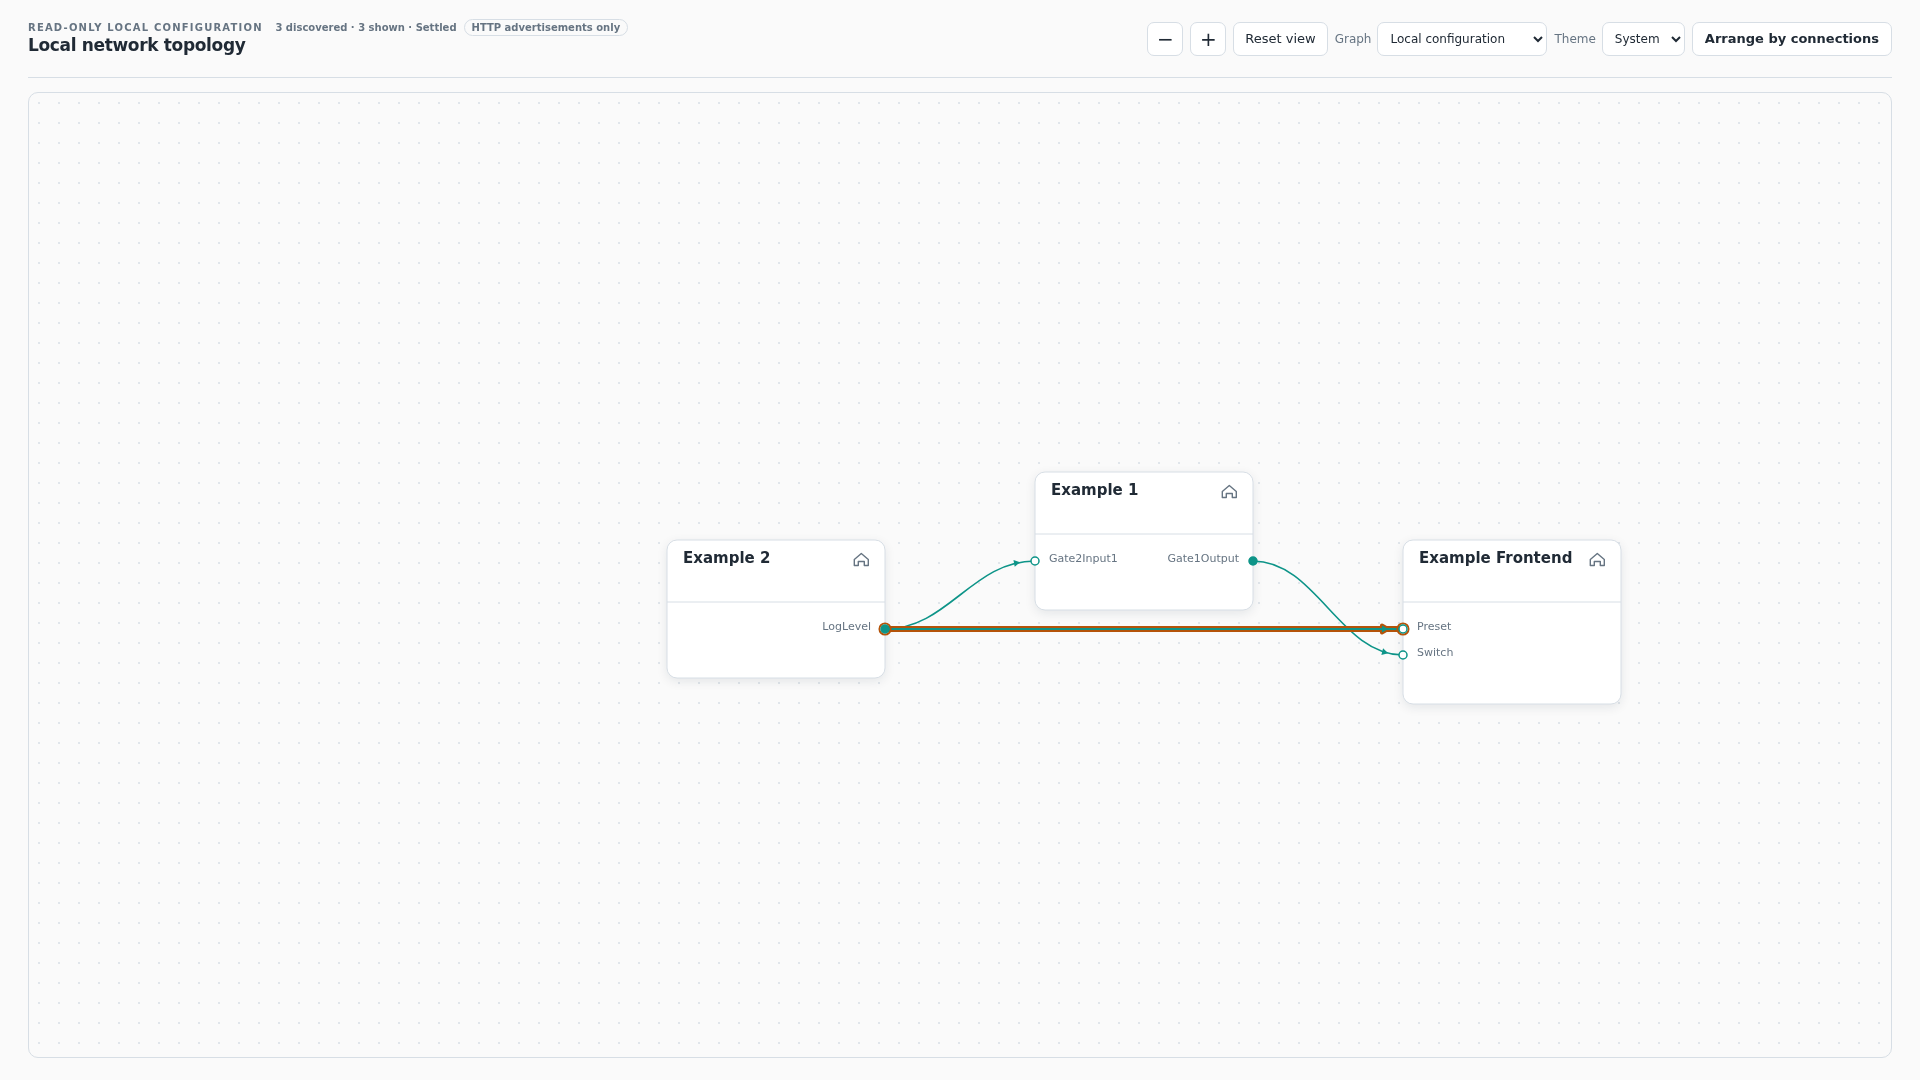 READ-ONLY LOCAL CONFIGURATION 3 discovered · 3 shown · Settled HTTP advertisements only
Local network topology
− + Reset view Graph Local configuration Theme System Arrange by connections
Example 1
Gate2Input1 Gate1Output
Example 2
LogLevel
Example Frontend
Preset
Switch